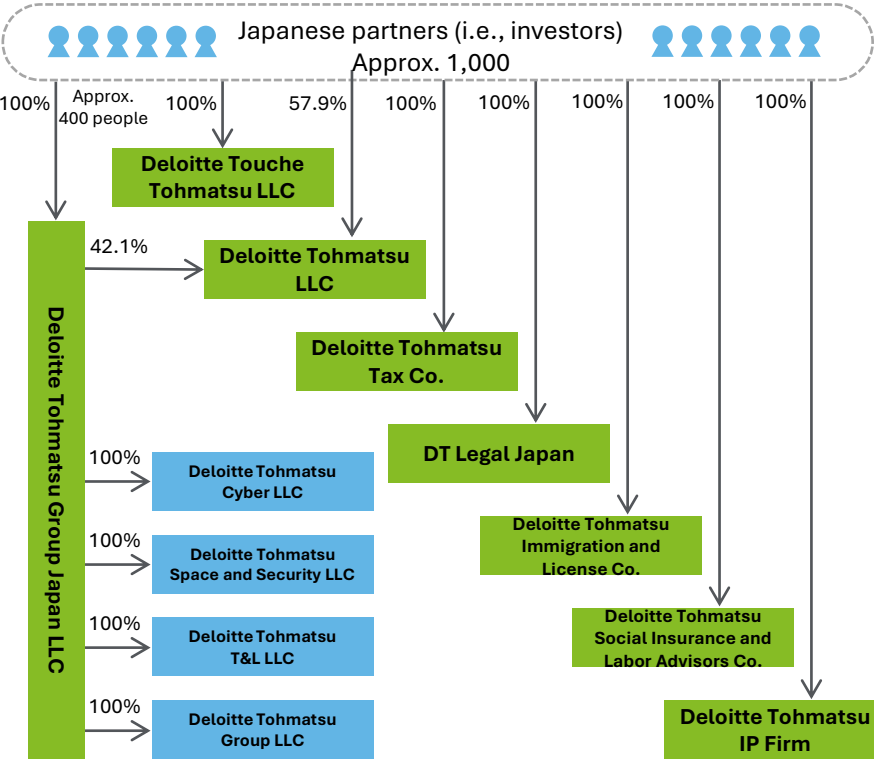 Japanese partners (i.e., investors)
Approx. 1,000
100%
Approx.
400 people
100%
57.9%
100%
100%
100%
100%
100%
Deloitte Touche
Tohmatsu LLC
42.1%
Deloitte Tohmatsu
LLC
Deloitte Tohmatsu
Tax Co.
DT Legal Japan
Deloitte Tohmatsu Group Japan LLC
100%
Deloitte Tohmatsu
Cyber LLC
Deloitte Tohmatsu
Immigration and
License Co.
100%
Deloitte Tohmatsu
Space and Security LLC
Deloitte Tohmatsu
Social Insurance and
Labor Advisors Co.
100%
Deloitte Tohmatsu
T&L LLC
100%
Deloitte Tohmatsu
Group LLC
Deloitte Tohmatsu
IP Firm